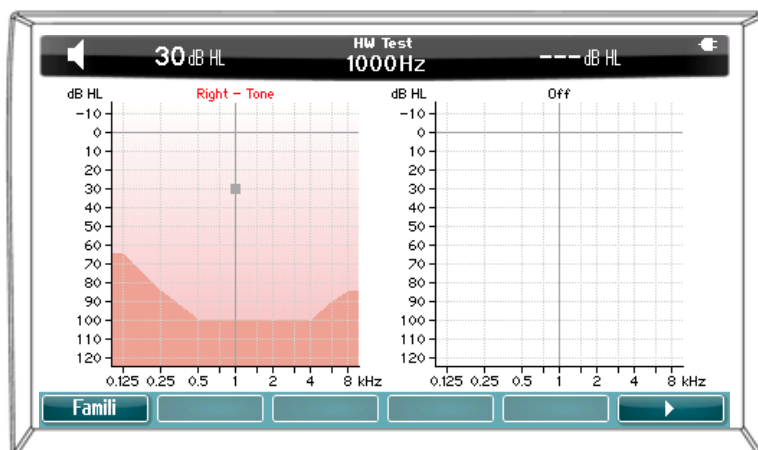 HW Test
30 dB HL 1000Hz --- dB HL
dB HL Right - Tone dB HL Off
-10 -10
0 0
10 10
20 20
30 30
40 40
50 50
60 60
70 70
80 80
90 90
100 100
110 110
120 120
0.125 0.25 0.5 1 2 4 8 kHz 0.125 0.25 0.5 1 2 4 8 kHz
Famili